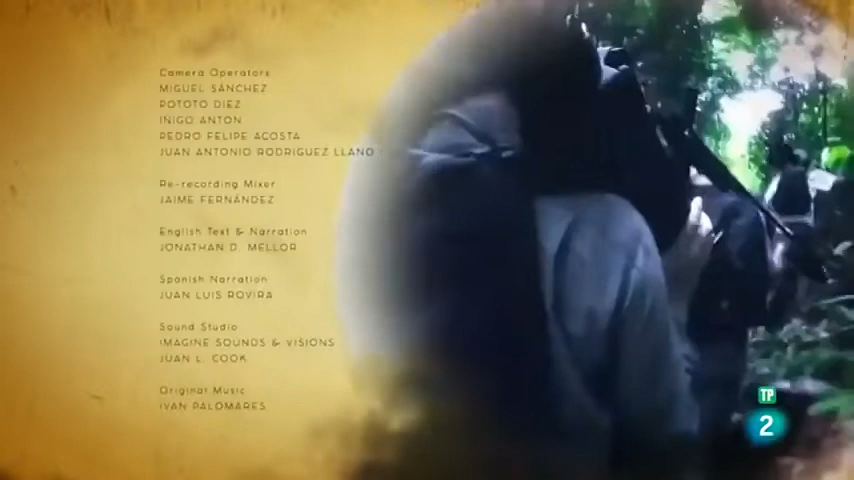 Camera Operators
MIGUEL SÁNCHEZ
POTOTO DÍEZ
IÑIGO ANTÓN
PEDRO FELIPE ACOSTA
JUAN ANTONIO RODRIGUEZ LLANO
Re-recording Mixer
JAIME FERNÁNDEZ
English Text & Narration
JONATHAN D. MELLOR
Spanish Narration
JUAN LUIS ROVIRA
Sound Studio
IMAGINE SOUNDS & VISIONS
JUAN L. COOK
Original Music
IVÁN PALOMARES
TP
2